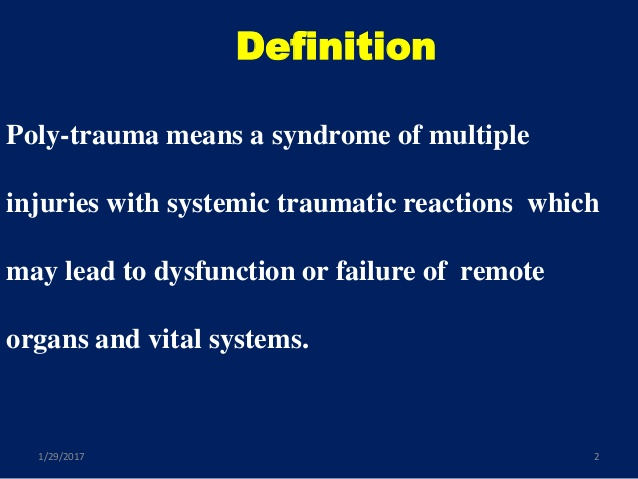 Definition
Poly-trauma means a syndrome of multiple
injuries with systemic traumatic reactions which
may lead to dysfunction or failure of remote
organs and vital systems.
1/29/2017 2